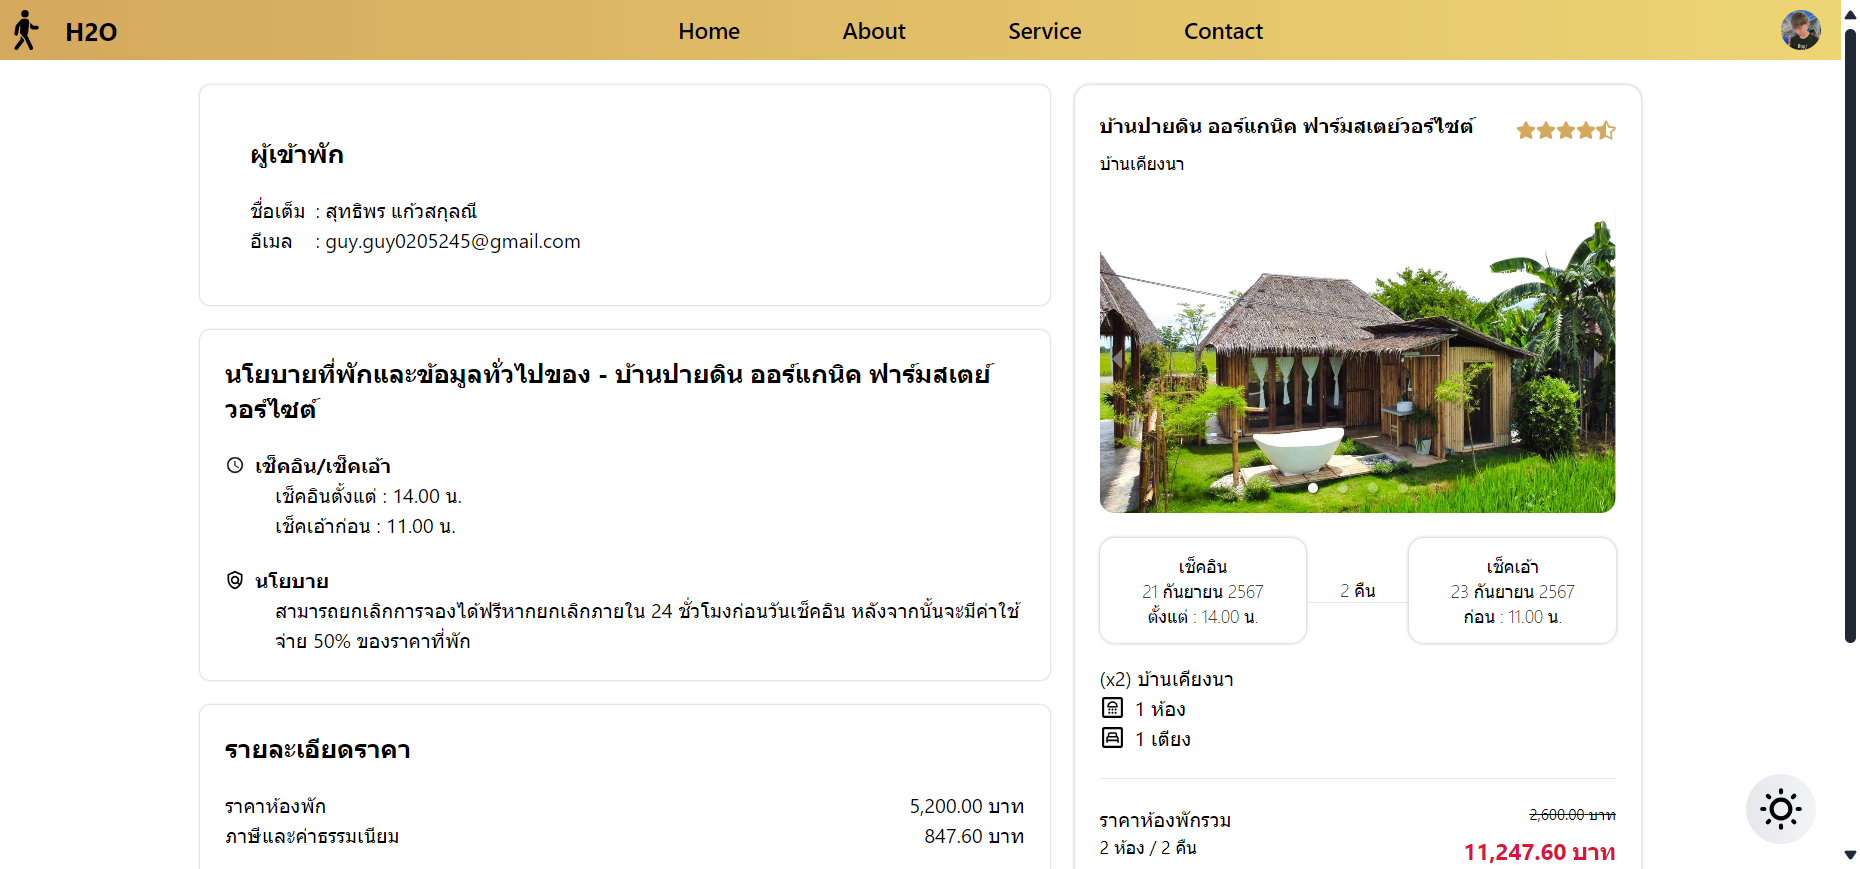 H2O
Home
About
Service
Contact
ผู้เข้าพัก
ชื่อเต็ม : สุทธิพร แก้วสกุลณี
อีเมล : guy.guy0205245@gmail.com
นโยบายที่พักและข้อมูลทั่วไปของ - บ้านปายดิน ออร์แกนิค ฟาร์มสเตย์
วอร์ไซต์
เช็คอิน/เช็คเอ้า
เช็คอินตั้งแต่ : 14.00 น.
เช็คเอ้าก่อน : 11.00 น.
นโยบาย
สามารถยกเลิกการจองได้ฟรีหากยกเลิกภายใน 24 ชั่วโมงก่อนวันเช็คอิน หลังจากนั้นจะมีค่าใช้
จ่าย 50% ของราคาที่พัก
รายละเอียดราคา
ราคาห้องพัก 5,200.00 บาท
ภาษีและค่าธรรมเนียม 847.60 บาท
บ้านปายดิน ออร์แกนิค ฟาร์มสเตย์วอร์ไซต์
บ้านเคียงนา
เช็คอิน
21 กันยายน 2567
ตั้งแต่ : 14.00 น.
2 คืน
เช็คเอ้า
23 กันยายน 2567
ก่อน : 11.00 น.
(x2) บ้านเคียงนา
1 ห้อง
1 เตียง
ราคาห้องพักรวม 2,600.00 บาท
2 ห้อง / 2 คืน 11,247.60 บาท